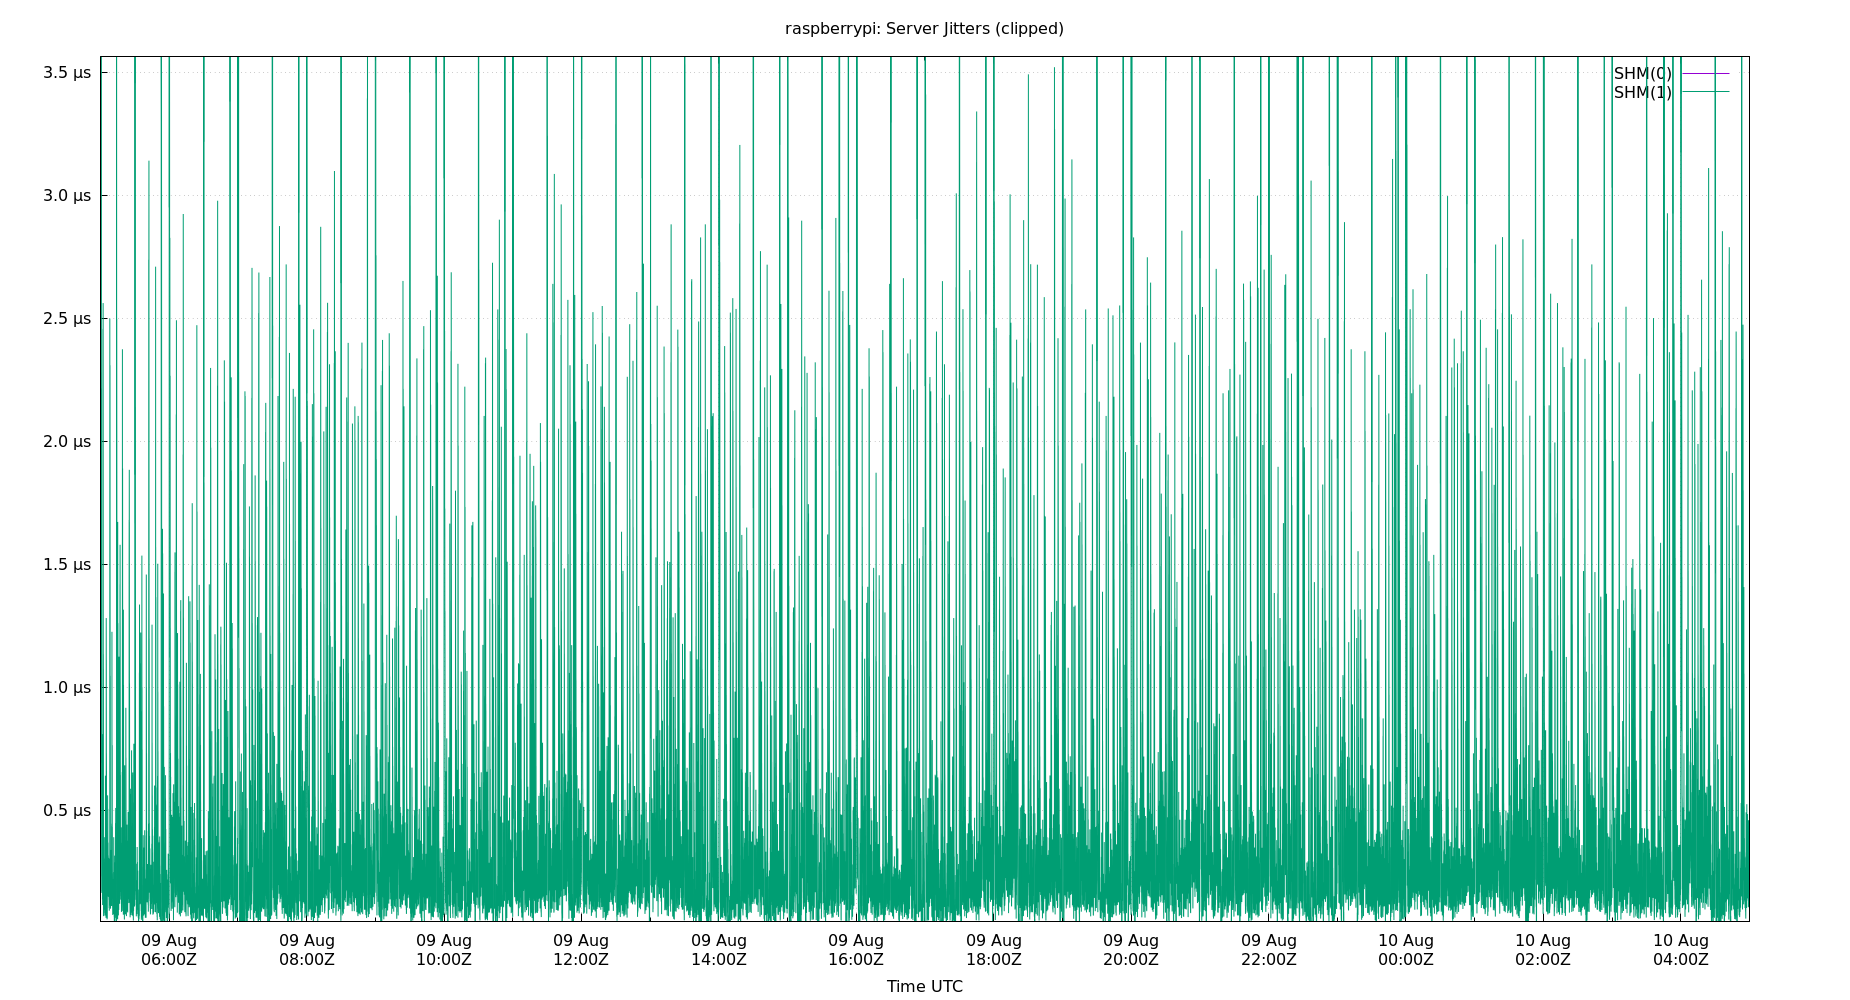 raspberrypi: Server Jitters (clipped)
3.5 µs
SHM(0)
SHM(1)
3.0 µs
2.5 µs
2.0 µs
1.5 µs
1.0 µs
0.5 µs
09 Aug 09 Aug 09 Aug 09 Aug 09 Aug 09 Aug 09 Aug 09 Aug 09 Aug 10 Aug 10 Aug 10 Aug
06:00Z 08:00Z 10:00Z 12:00Z 14:00Z 16:00Z 18:00Z 20:00Z 22:00Z 00:00Z 02:00Z 04:00Z
Time UTC